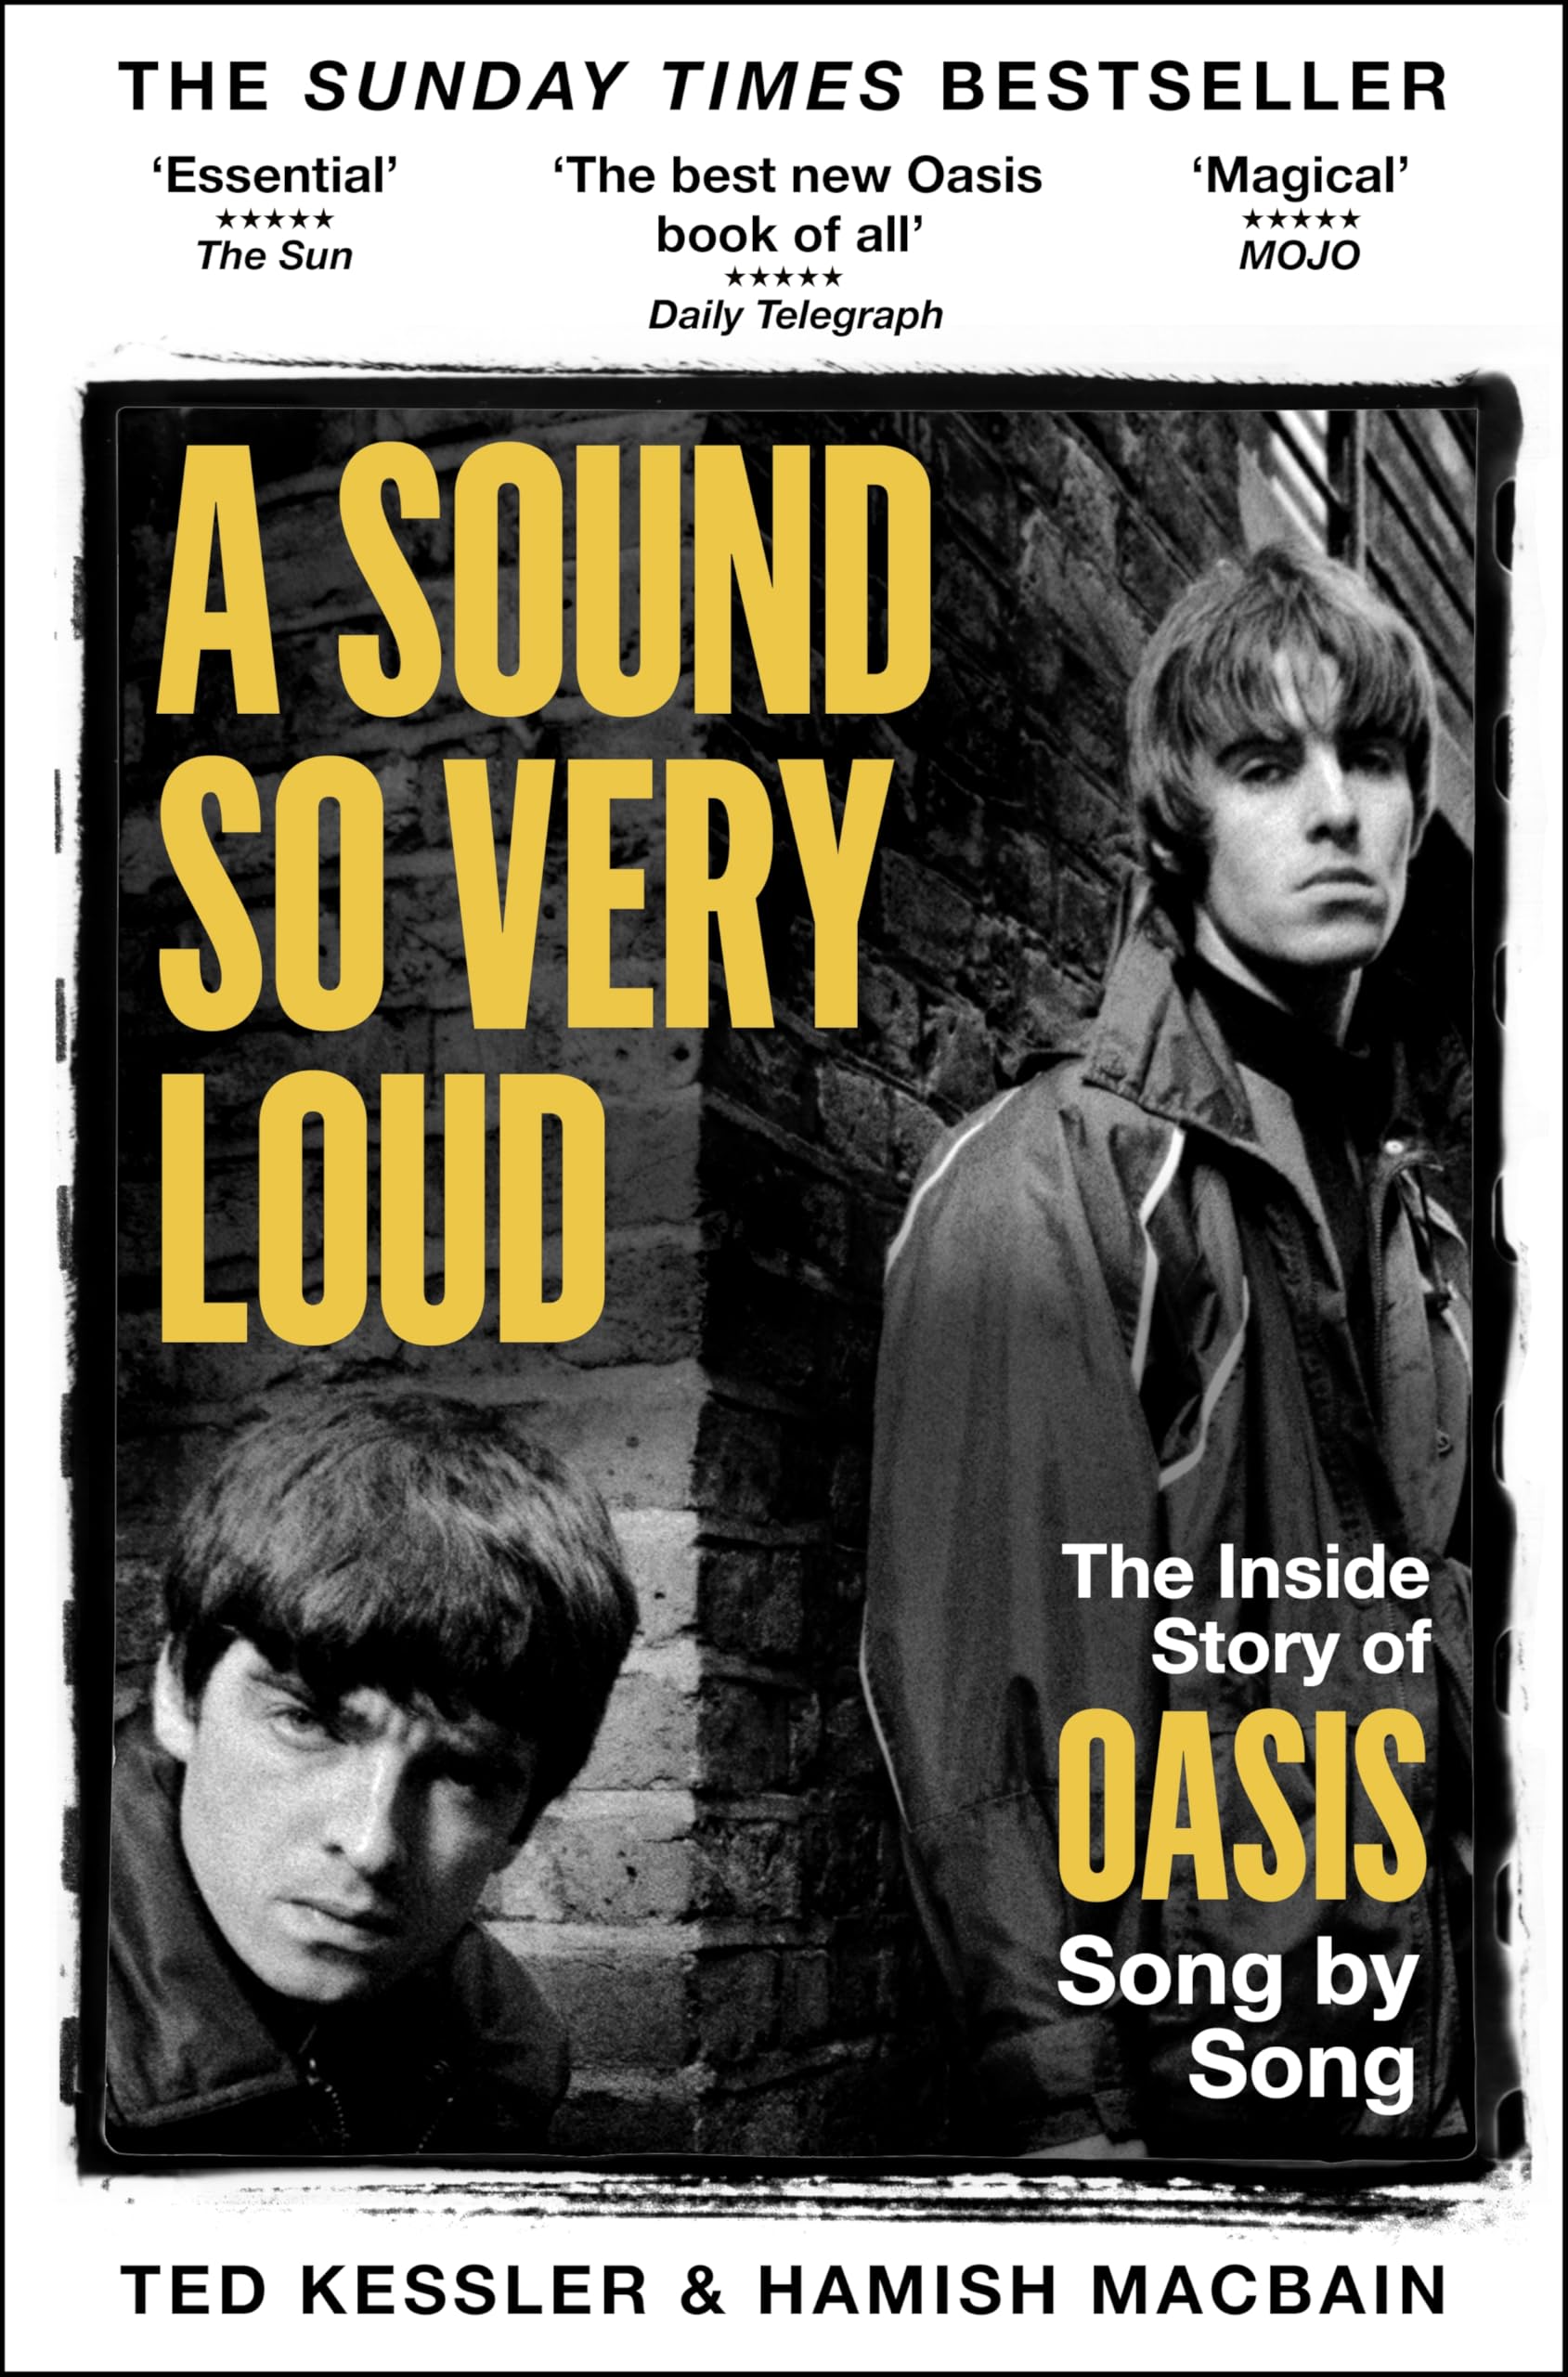 THE SUNDAY TIMES BESTSELLER
‘Essential’
★★★★★
The Sun
‘The best new Oasis
book of all’
★★★★★
Daily Telegraph
‘Magical’
★★★★★
MOJO
A SOUND
SO VERY
LOUD
The Inside
Story of
OASIS
Song by
Song
TED KESSLER & HAMISH MACBAIN